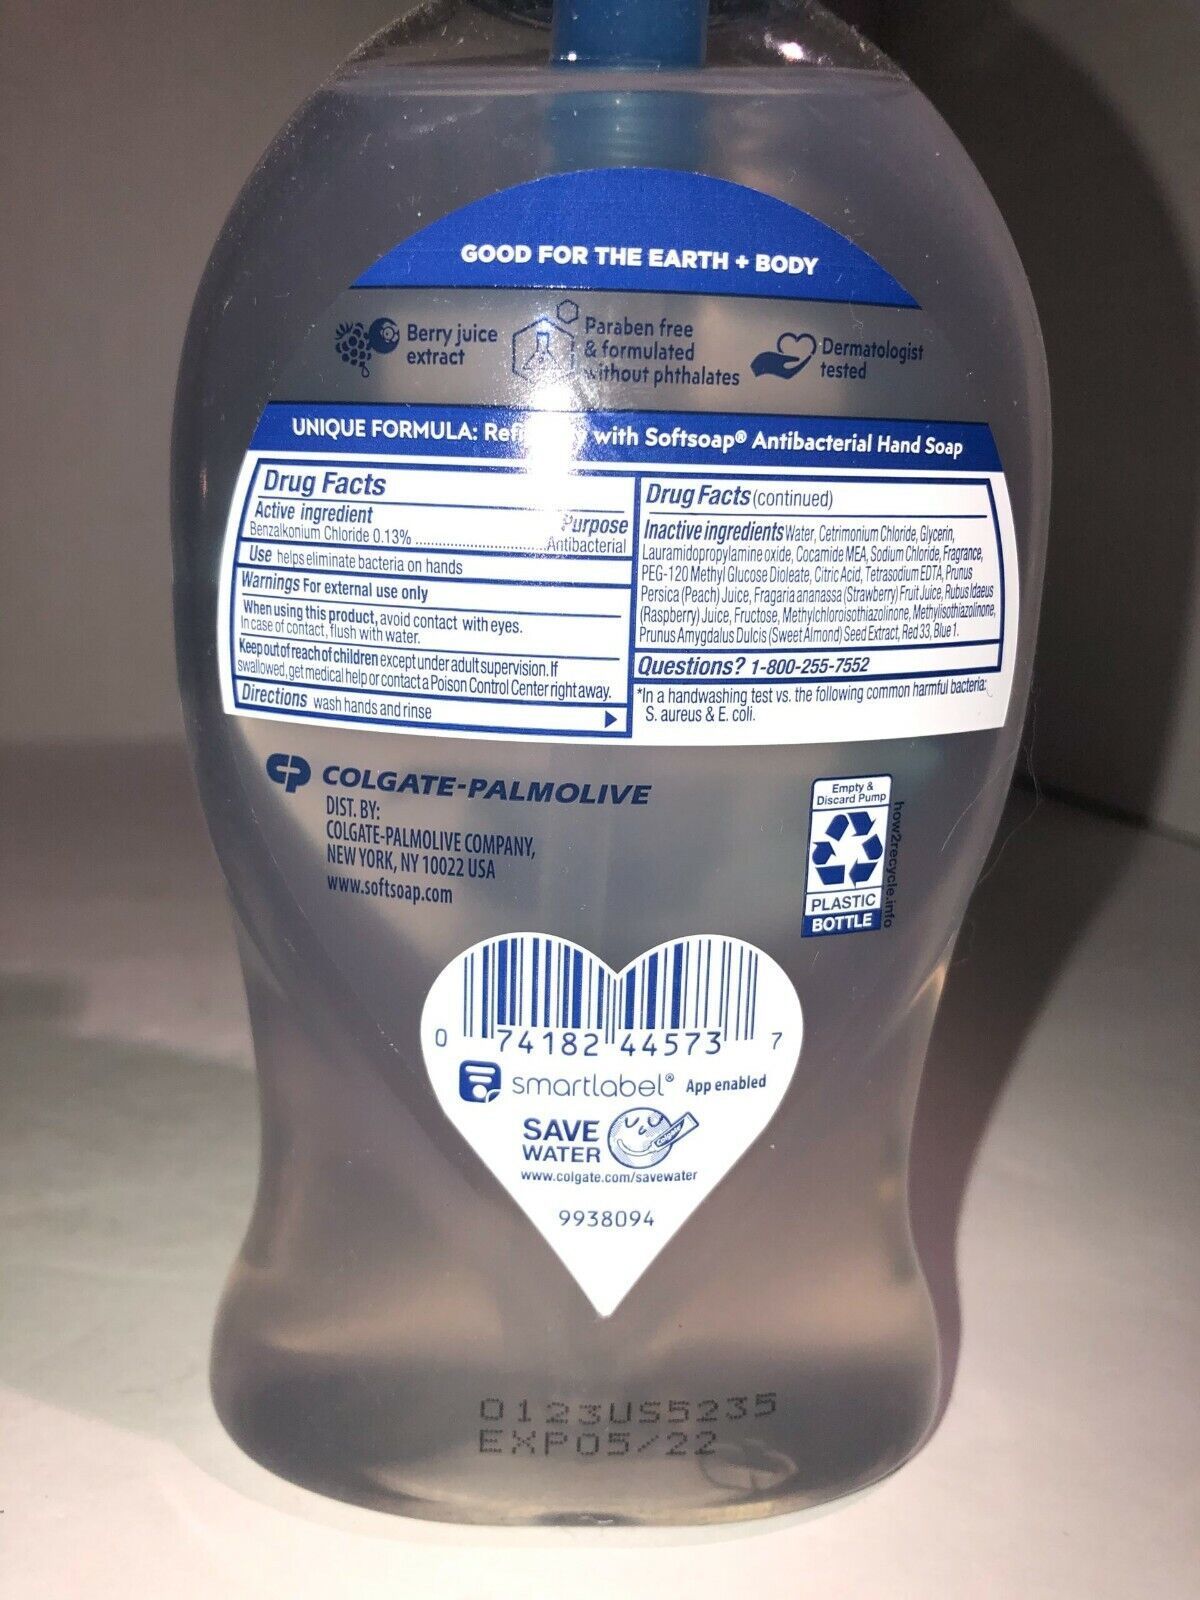 GOOD FOR THE EARTH + BODY
Berry juice
extract
Paraben free
& formulated
without phthalates
Dermatologist
tested
UNIQUE FORMULA: with Softsoap® Antibacterial Hand Soap
Drug Facts
Active ingredient Purpose
Benzalkonium Chloride 0.13% ........................................Antibacterial
Use helps eliminate bacteria on hands
Warnings For external use only
When using this product, avoid contact with eyes.
In case of contact, flush with water.
Keep out of reach of children except under adult supervision. If
swallowed, get medical help or contact a Poison Control Center right away.
Directions wash hands and rinse
Drug Facts (continued)
Inactive ingredients Water, Cetrimonium Chloride, Glycerin,
Lauramidopropylamine oxide, Cocamide MEA, Sodium Chloride, Fragrance,
PEG-120 Methyl Glucose Dioleate, Citric Acid, Tetrasodium EDTA, Prunus
Persica (Peach) Juice, Fragaria ananassa (Strawberry) Fruit Juice, Rubus Idaeus
(Raspberry) Juice, Fructose, Methylchloroisothiazolinone, Methylisothiazolinone,
Prunus Amygdalus Dulcis (Sweet Almond) Seed Extract, Red 33, Blue 1.
Questions? 1-800-255-7552
*In a handwashing test vs. the following common harmful bacteria:
S. aureus & E. coli.
CP COLGATE-PALMOLIVE
DIST. BY:
COLGATE-PALMOLIVE COMPANY,
NEW YORK, NY 10022 USA
www.softsoap.com
Empty &
Discard Pump
PLASTIC
BOTTLE
how2recycle.info
0 74182 44573 7
smartlabel® App enabled
SAVE
WATER
Colgate
www.colgate.com/savewater
9938094
0123US5235
EXP05/22